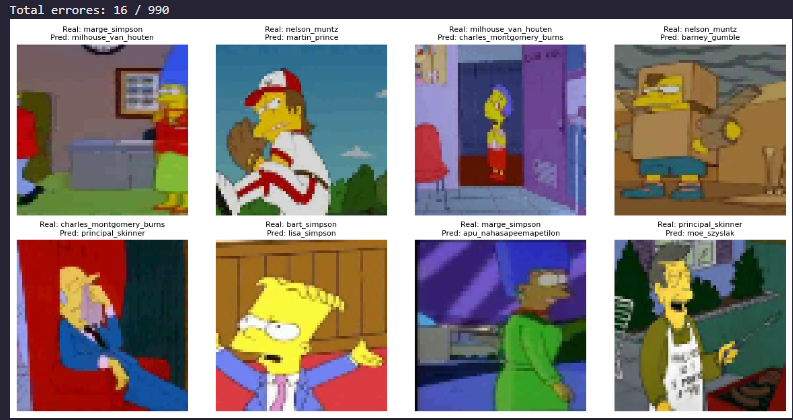 Total errores: 16 / 990
Real: marge_simpson
Pred: milhouse_van_houten
Real: nelson_muntz
Pred: martin_prince
Real: milhouse_van_houten
Pred: charles_montgomery_burns
Real: nelson_muntz
Pred: barney_gumble
Real: charles_montgomery_burns
Pred: principal_skinner
Real: bart_simpson
Pred: lisa_simpson
Real: marge_simpson
Pred: apu_nahasapeemapetilon
Real: principal_skinner
Pred: moe_szyslak